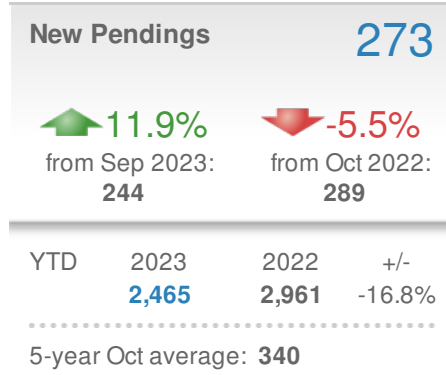 New Pendings 273
11.9% -5.5%
from Sep 2023: from Oct 2022:
244 289
YTD 2023 2022 +/-
2,465 2,961 -16.8%
5-year Oct average: 340